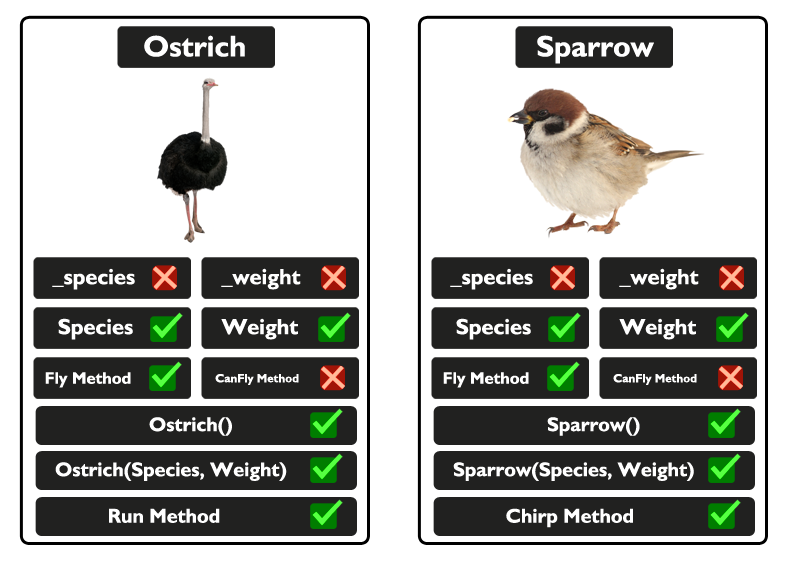 Ostrich
_species
_weight
Species
Weight
Fly Method
CanFly Method
Ostrich()
Ostrich(Species, Weight)
Run Method
Sparrow
_species
_weight
Species
Weight
Fly Method
CanFly Method
Sparrow()
Sparrow(Species, Weight)
Chirp Method